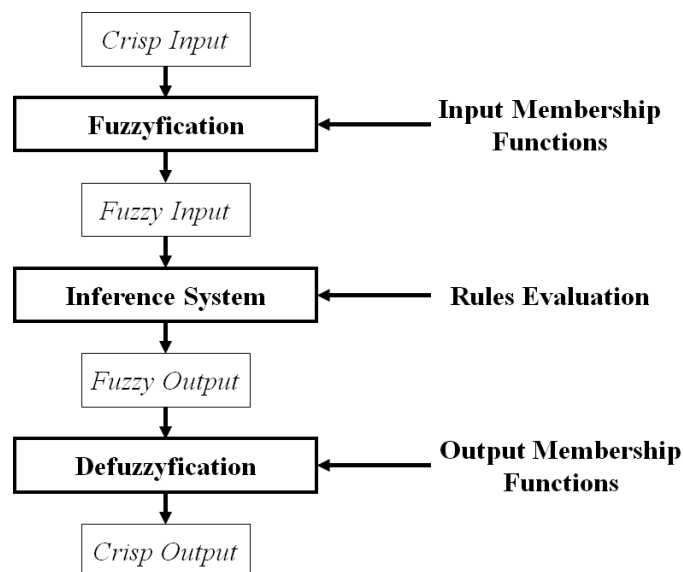 Crisp Input
Fuzzyfication
Input Membership
Functions
Fuzzy Input
Inference System
Rules Evaluation
Fuzzy Output
Defuzzyfication
Output Membership
Functions
Crisp Output